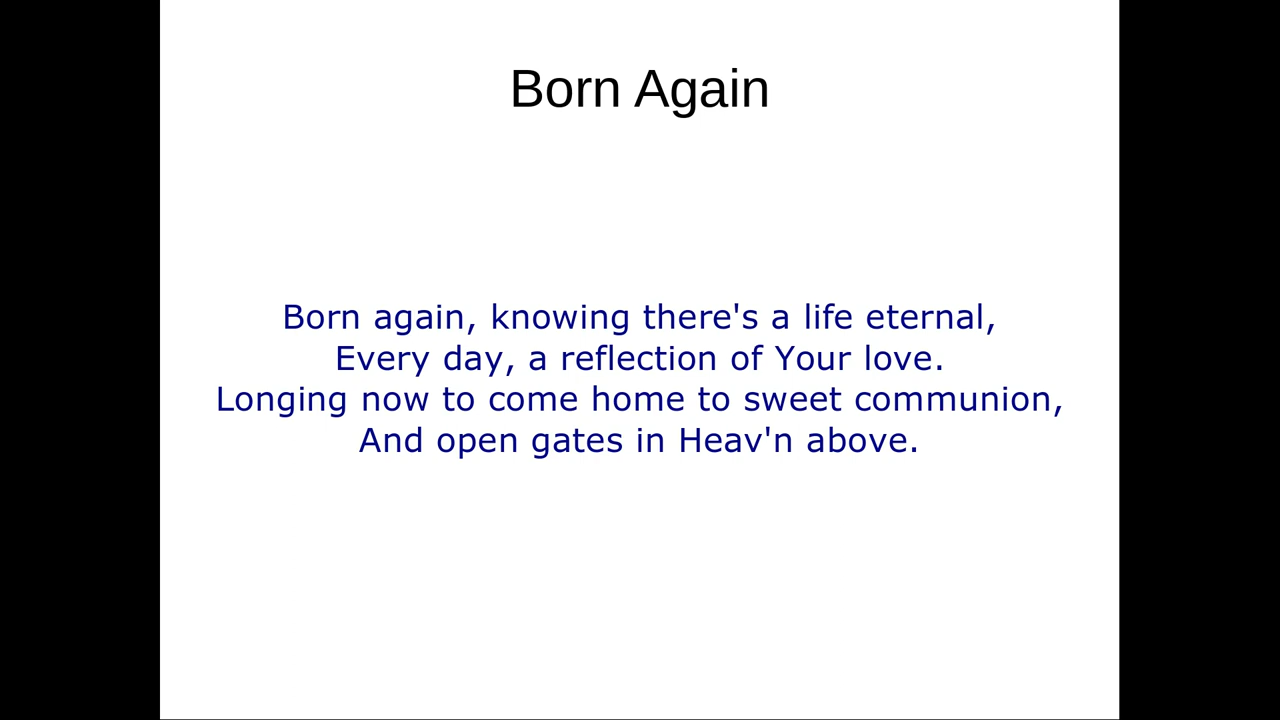 Born Again
Born again, knowing there's a life eternal,
Every day, a reflection of Your love.
Longing now to come home to sweet communion,
And open gates in Heav'n above.